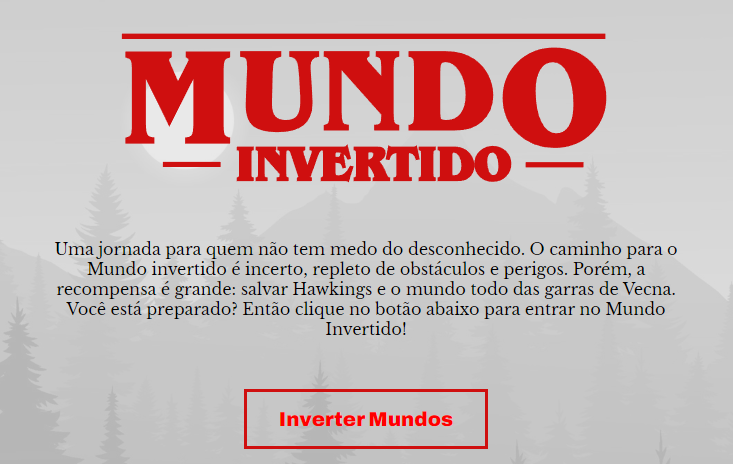 MUNDO
INVERTIDO
Uma jornada para quem não tem medo do desconhecido. O caminho para o
Mundo invertido é incerto, repleto de obstáculos e perigos. Porém, a
recompensa é grande: salvar Hawkings e o mundo todo das garras de Vecna.
Você está preparado? Então clique no botão abaixo para entrar no Mundo
Invertido!
Inverter Mundos